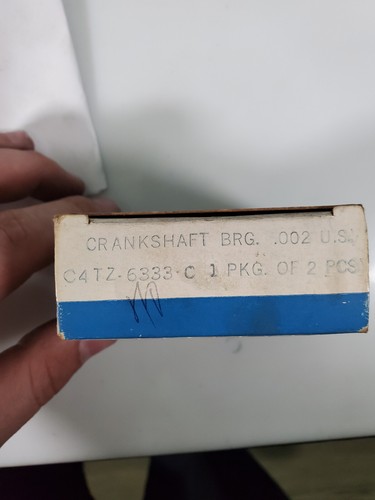 CRANKSHAFT BRG. .002 U.S.
C4TZ-6333-C 1 PKG. OF 2 PCS